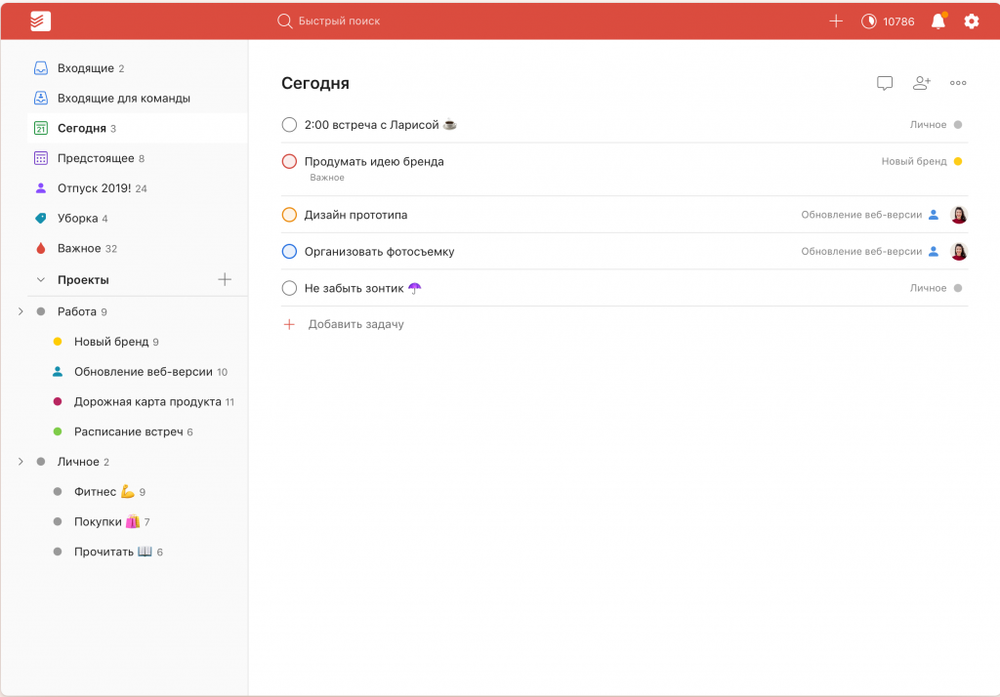 Быстрый поиск
10786
Входящие 2
Входящие для команды
21 Сегодня 3
Предстоящее 8
Отпуск 2019! 24
Уборка 4
Важное 32
Проекты
Работа 9
Новый бренд 9
Обновление веб-версии 10
Дорожная карта продукта 11
Расписание встреч 6
Личное 2
Фитнес 💪 9
Покупки 🛍️ 7
Прочитать 📖 6
Сегодня
2:00 встреча с Ларисой ☕ Личное
Продумать идею бренда Новый бренд
Важное
Дизайн прототипа Обновление веб-версии
Организовать фотосъемку Обновление веб-версии
Не забыть зонтик ☂️ Личное
Добавить задачу